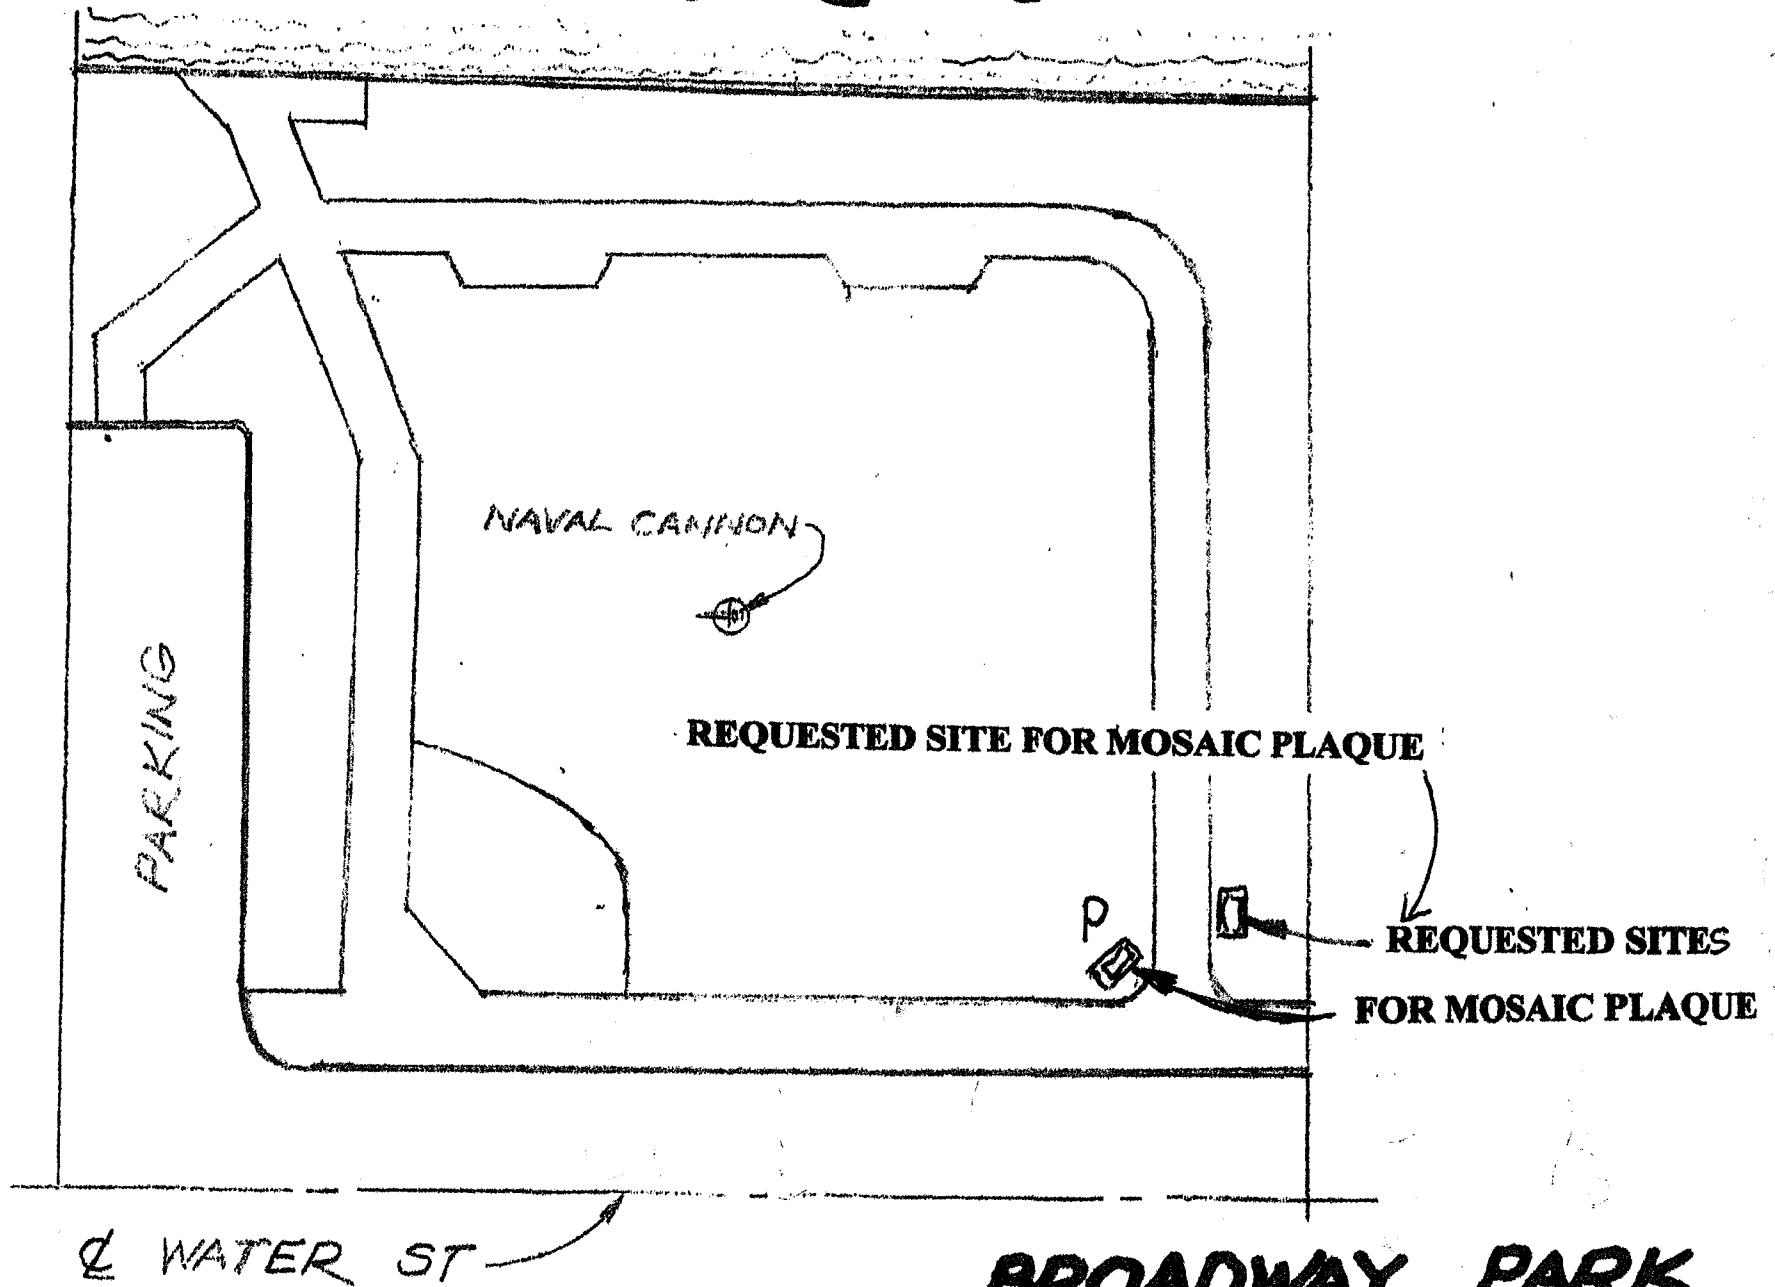 NAVAL CANNON
PARKING
REQUESTED SITE FOR MOSAIC PLAQUE
P
REQUESTED SITES
FOR MOSAIC PLAQUE
℄ WATER ST
BROADWAY PARK